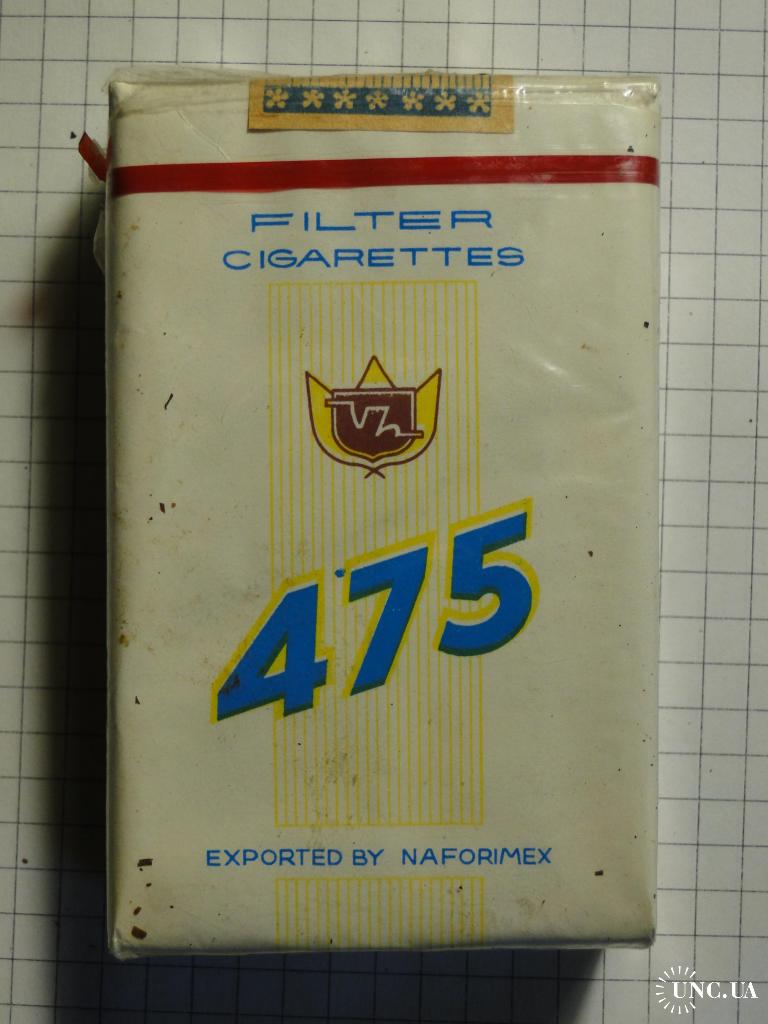 FILTER
CIGARETTES
475
EXPORTED BY NAFORIMEX
UNC.UA